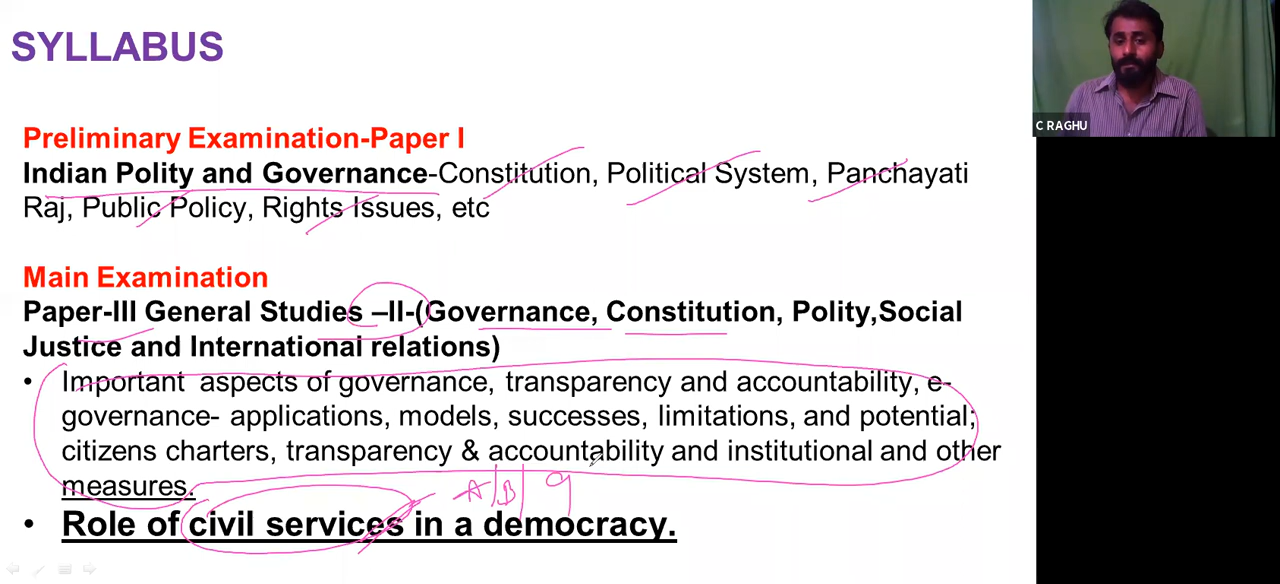 SYLLABUS
C RAGHU
Preliminary Examination-Paper I
Indian Polity and Governance-Constitution, Political System, Panchayati
Raj, Public Policy, Rights Issues, etc
Main Examination
Paper-III General Studies –II-(Governance, Constitution, Polity,Social
Justice and International relations)
• Important aspects of governance, transparency and accountability, e-
governance- applications, models, successes, limitations, and potential;
citizens charters, transparency & accountability and institutional and other
measures.
A|B|
• Role of civil services in a democracy.